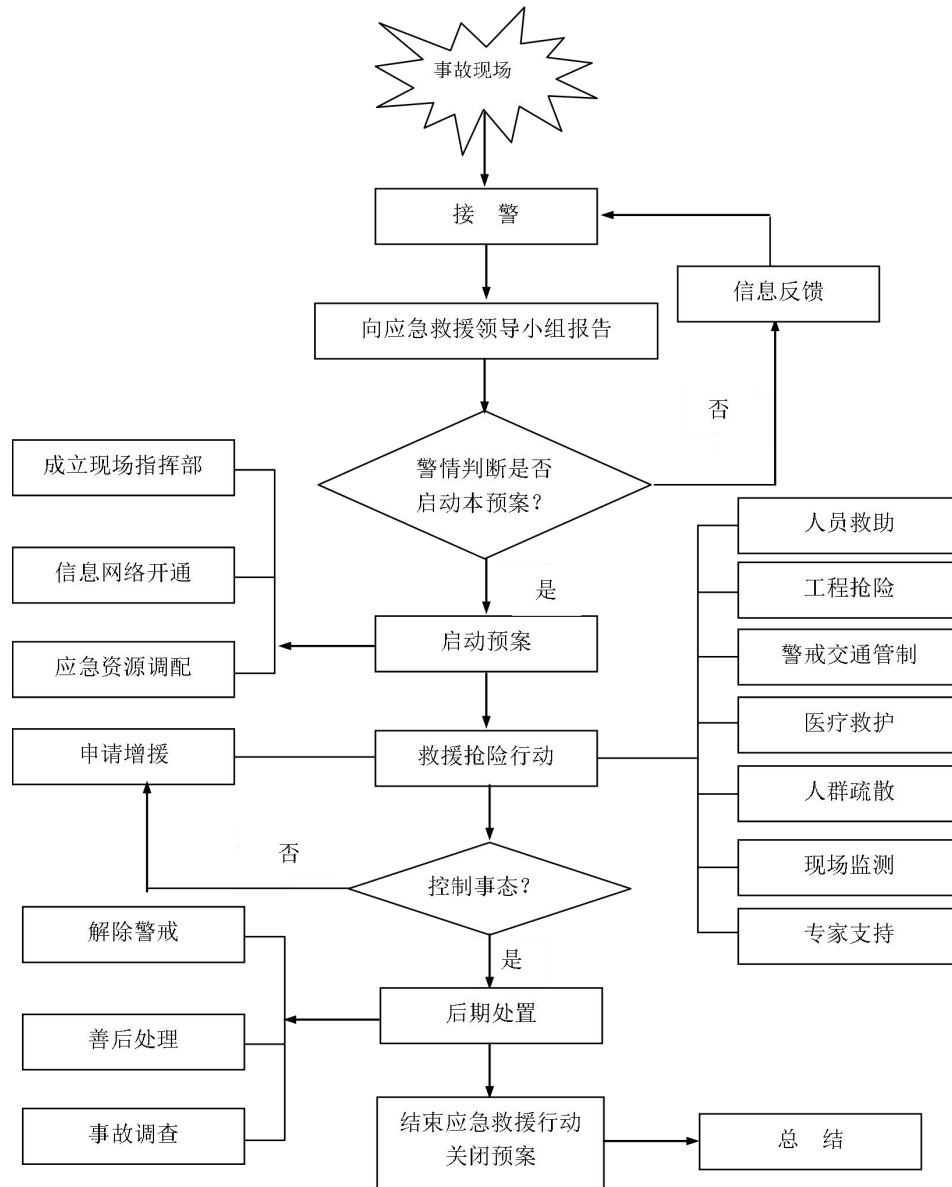 事故现场
接 警
信息反馈
向应急救援领导小组报告
否
警情判断是否
启动本预案？
成立现场指挥部
信息网络开通
应急资源调配
是
启动预案
人员救助
工程抢险
警戒交通管制
医疗救护
人群疏散
现场监测
专家支持
申请增援
救援抢险行动
否
控制事态？
是
解除警戒
善后处理
事故调查
后期处置
结束应急救援行动
关闭预案
总 结